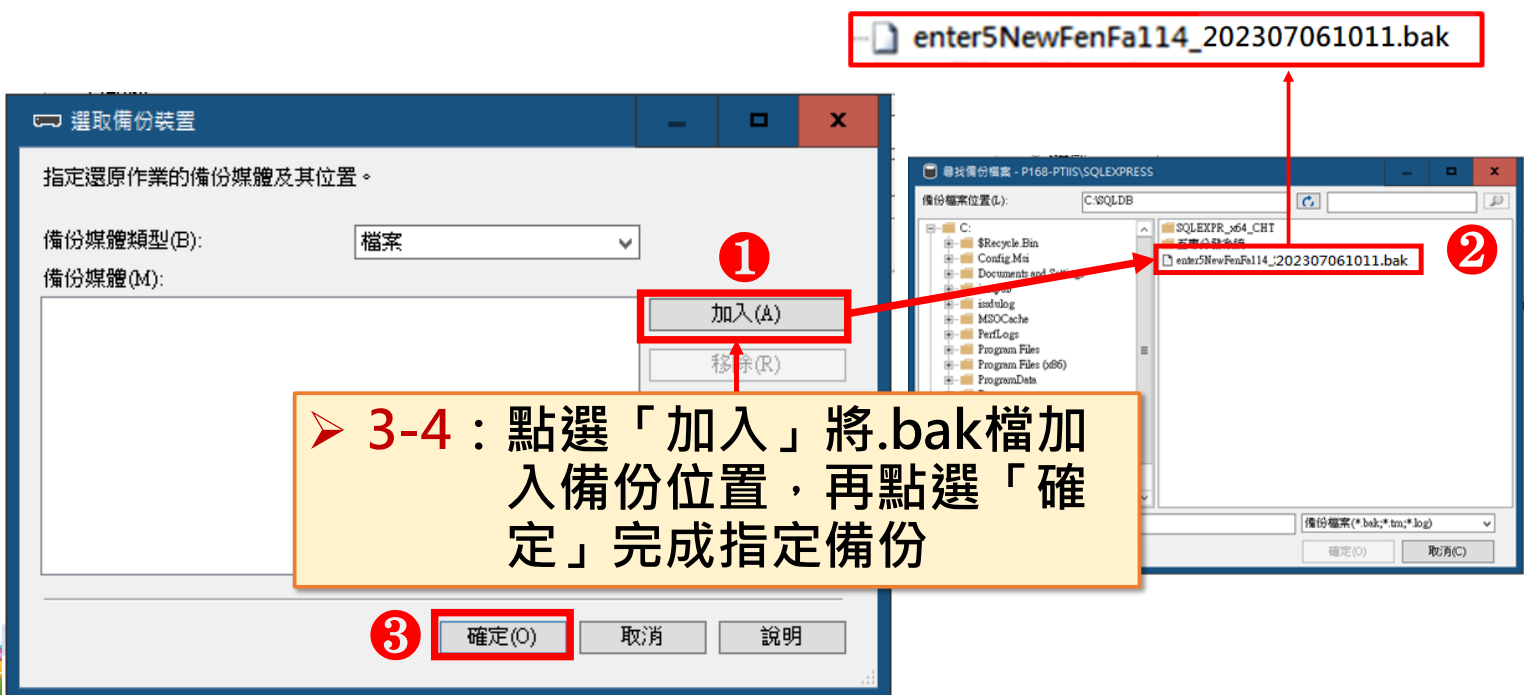 enter5NewFenFa114_202307061011.bak
選取備份裝置
指定還原作業的備份媒體及其位置。
備份媒體類型(B):
檔案
備份媒體(M):
❶
加入(A)
移除(R)
尋找備份檔案 - P168-PTIIS\SQLEXPRESS
備份檔案位置(L):
C:\SQLDB
C:
$Recycle.Bin
Config.Msi
Documents and Settings
issdulog
MSOCache
PerfLogs
Program Files
Program Files (x86)
ProgramData
SQLEXPR_x64_CHT
enter5NewFenFa114_202307061011.bak
❷
備份檔案(*.bak;*.trn;*.log)
確定(O)
取消(C)
➢ 3-4：點選「加入」將.bak檔加
入備份位置，再點選「確
定」完成指定備份
❸
確定(O)
取消
說明